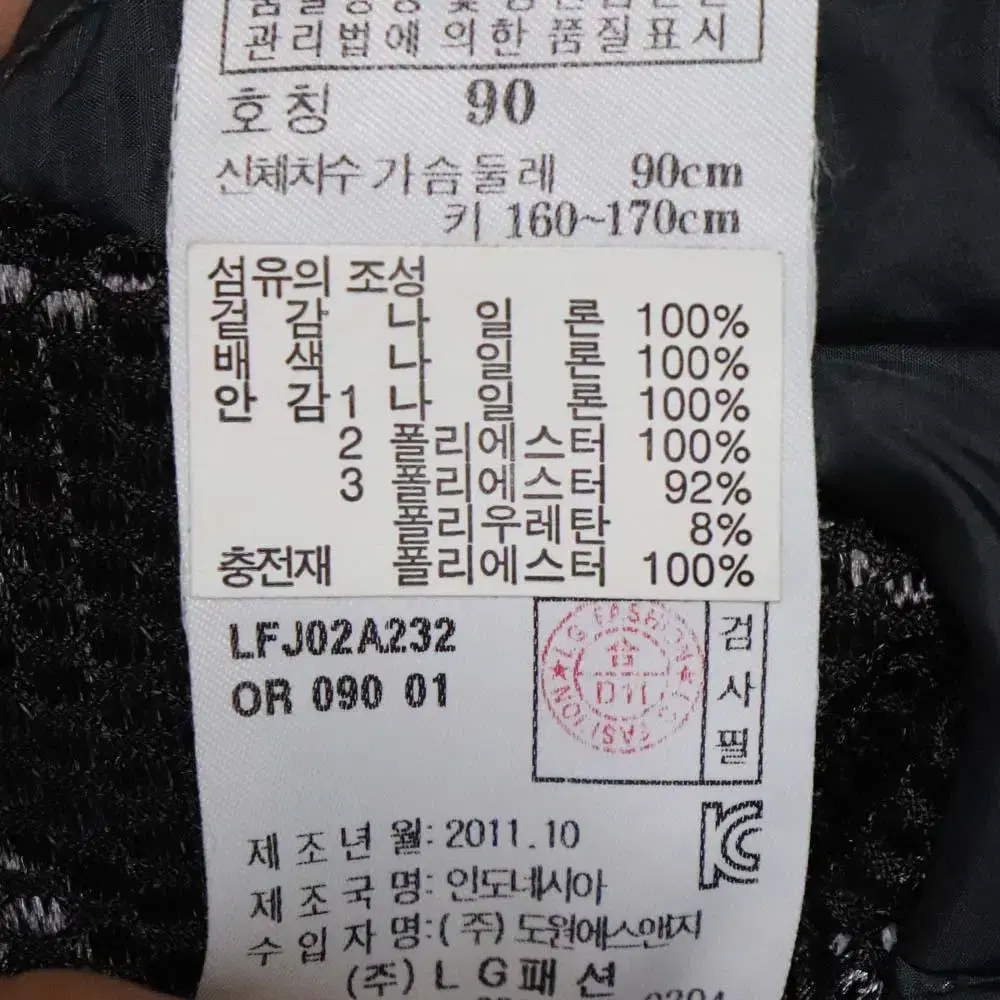 관리법에 의한 품질표시
호칭 90
신체치수 가슴둘레 90cm
키 160~170cm
섬유의 조성
겉 감 나 일 론 100%
배 색 나 일 론 100%
안 감 1 나 일 론 100%
2 폴리에스터 100%
3 폴리에스터 92%
폴리우레탄 8%
충전재 폴리에스터 100%
LFJ02A232
OR 090 01
LG FASHION
LG FASHION
검사필
제조년월: 2011.10
제조국명: 인도네시아
수입자명: (주) 도원에스앤지
(주) LG패션